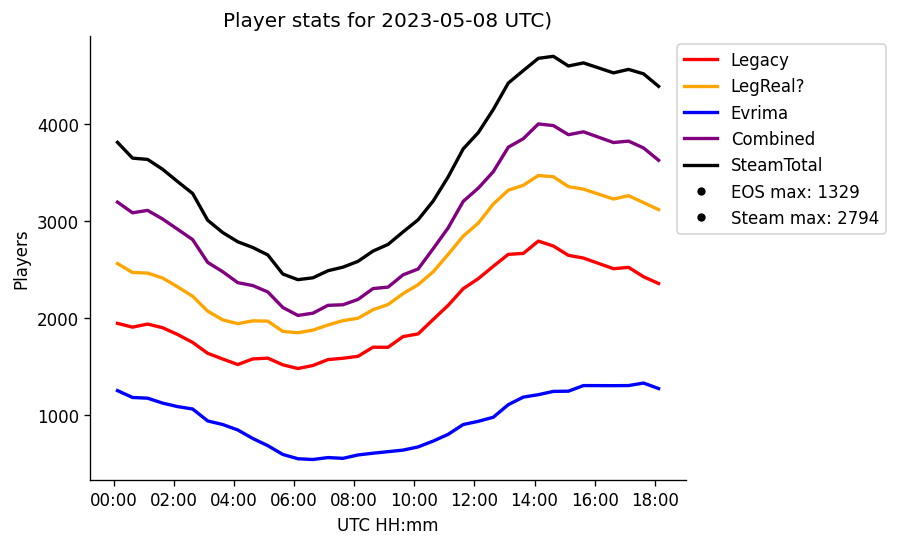 Player stats for 2023-05-08 UTC)
Legacy
LegReal?
Evrima
Combined
SteamTotal
EOS max: 1329
Steam max: 2794
Players
4000
3000
2000
1000
00:00 02:00 04:00 06:00 08:00 10:00 12:00 14:00 16:00 18:00
UTC HH:mm